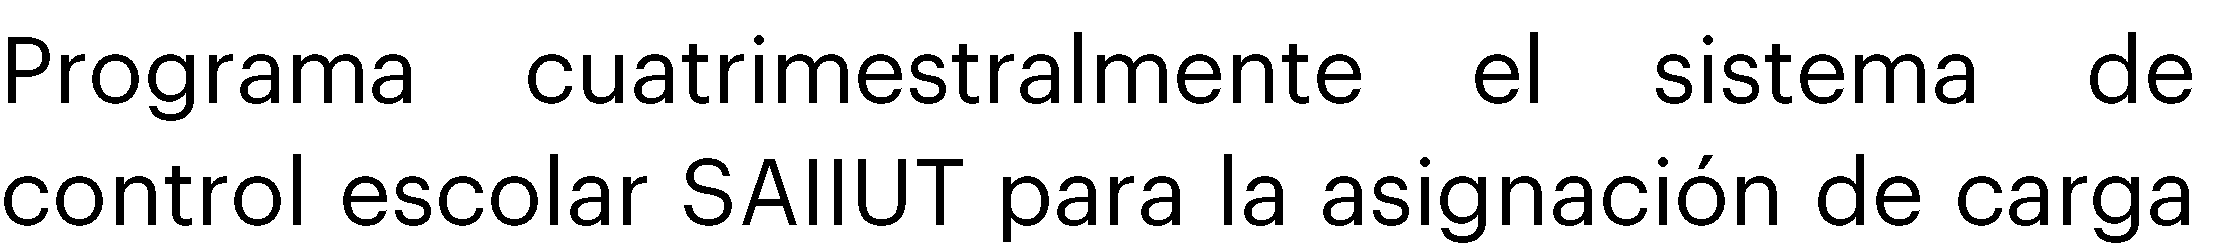 Programa cuatrimestralmente el sistema de
control escolar SAIIUT para la asignación de carga